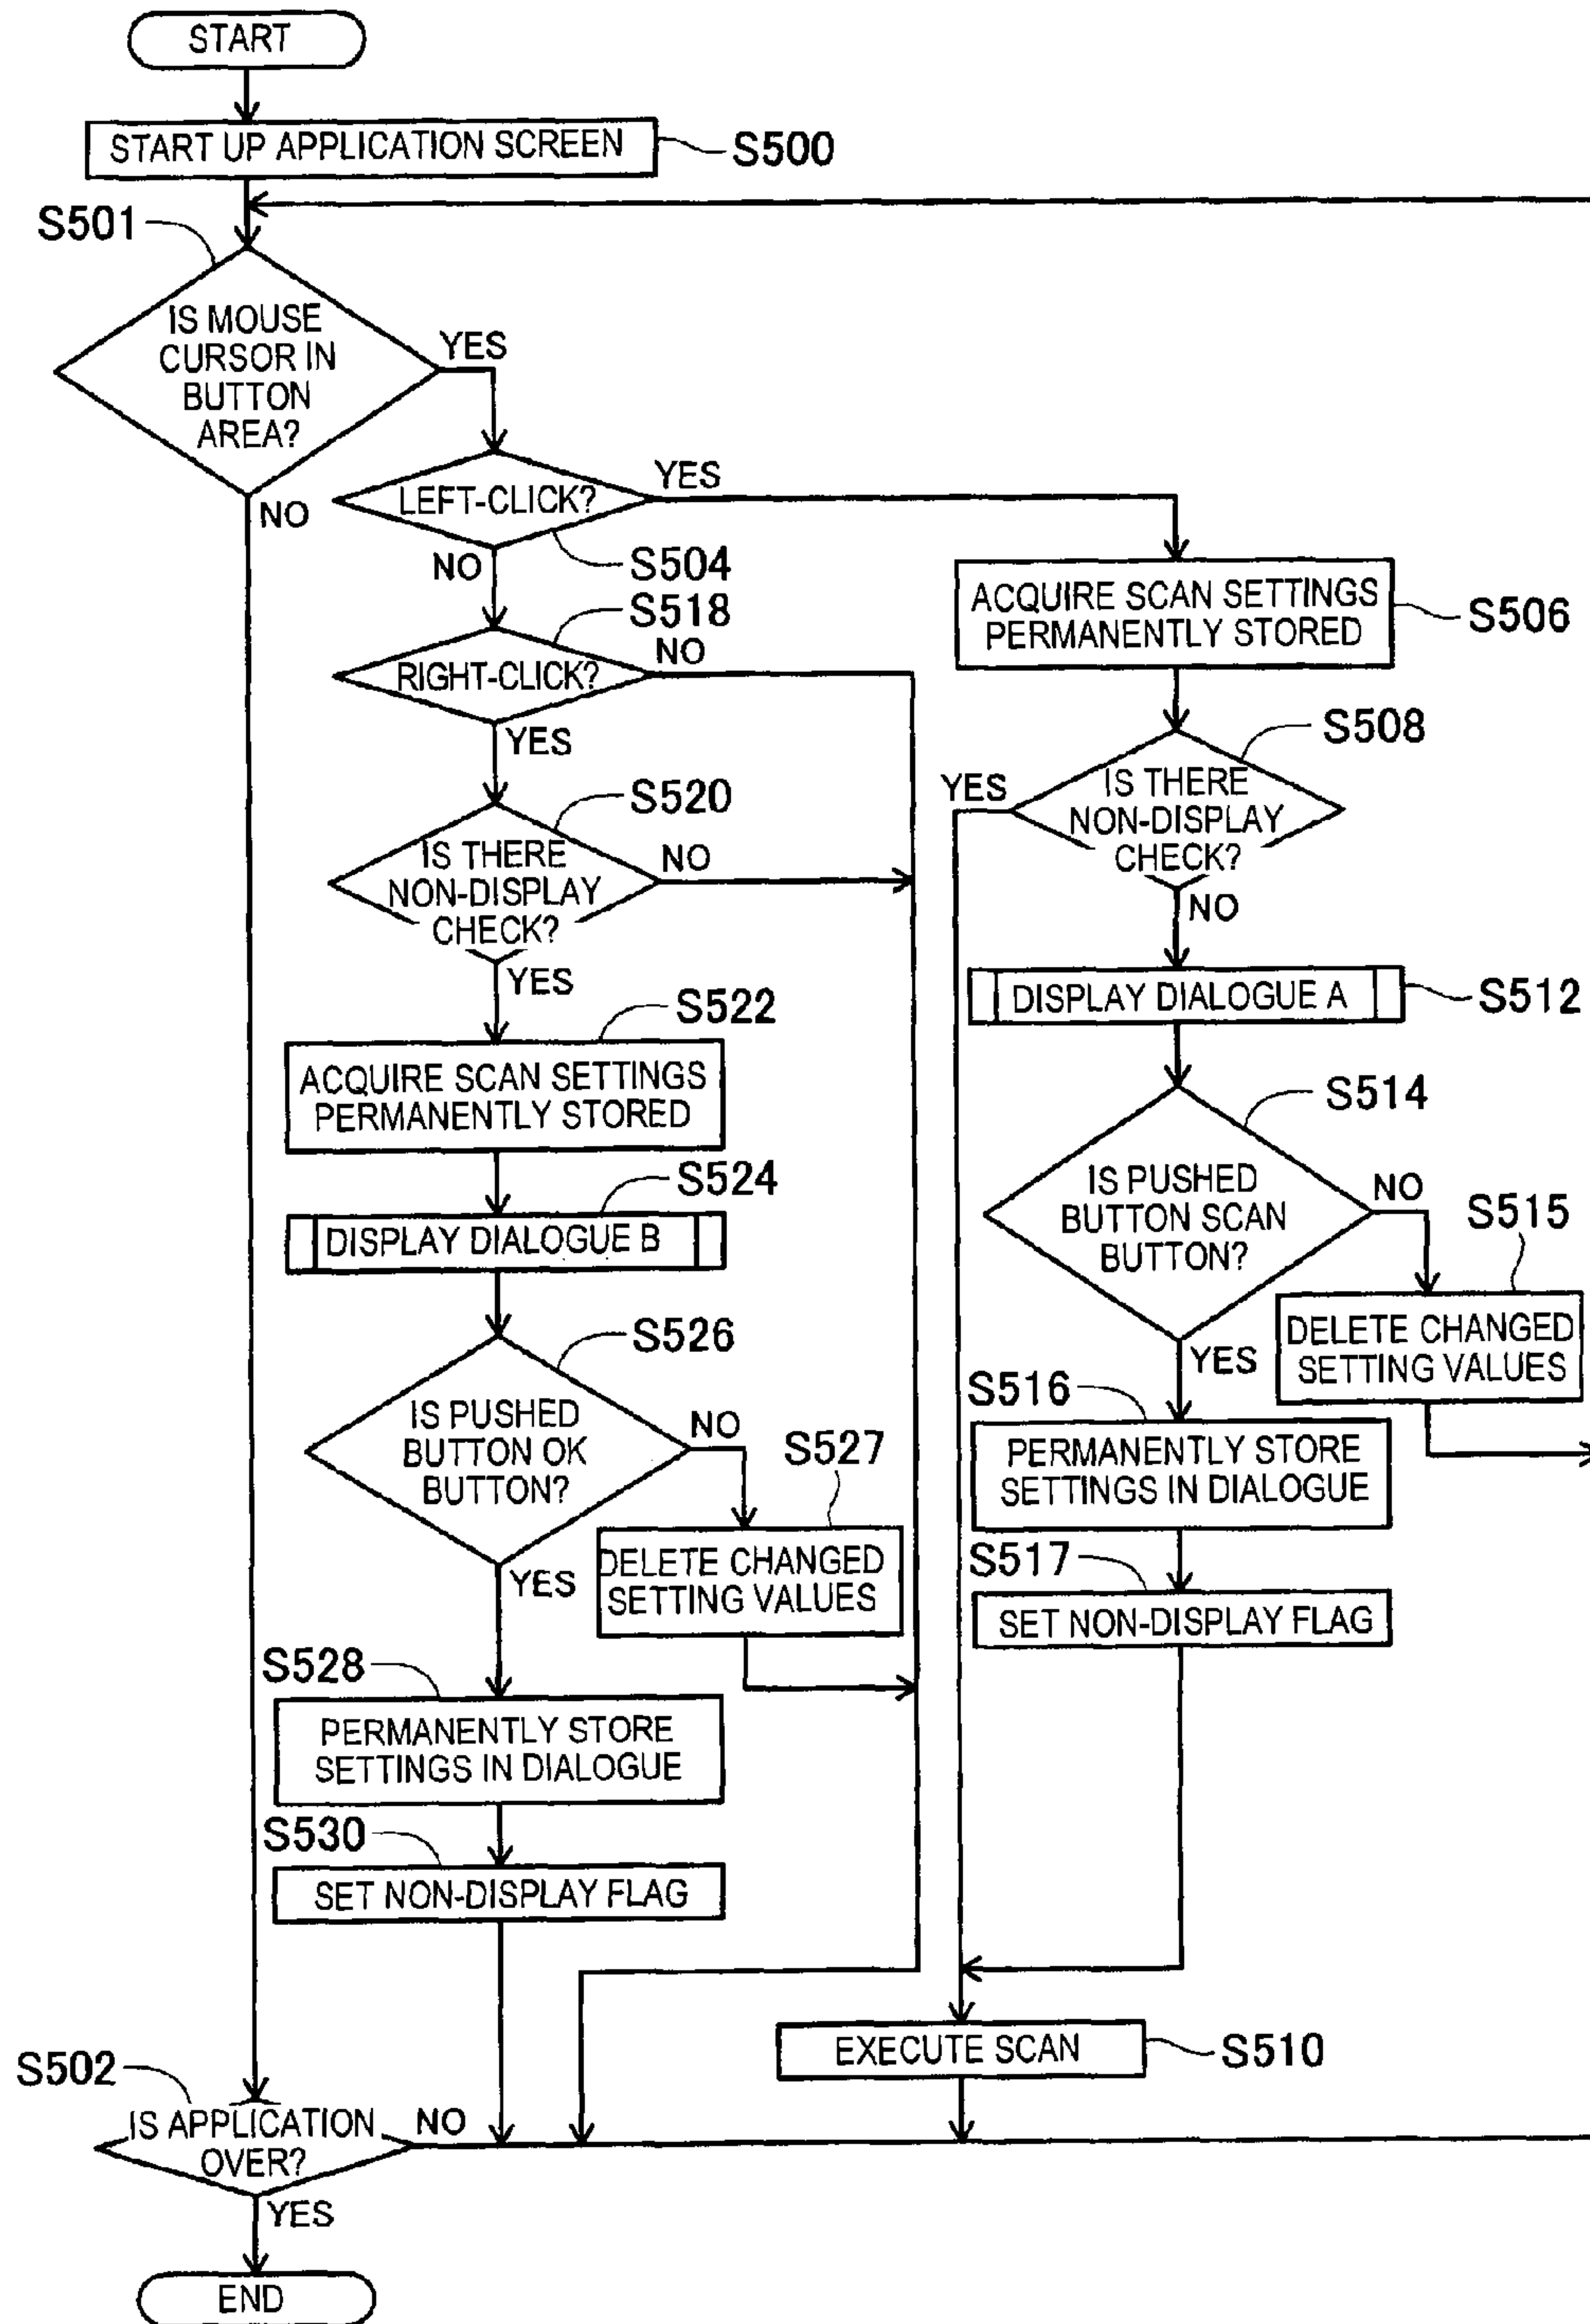 START
START UP APPLICATION SCREEN
S500
S501
IS MOUSE
CURSOR IN
BUTTON
AREA?
YES
NO
LEFT-CLICK?
YES
NO
S504
S518
RIGHT-CLICK?
NO
YES
ACQUIRE SCAN SETTINGS
PERMANENTLY STORED
S506
S508
IS THERE
NON-DISPLAY
CHECK?
YES
NO
S520
IS THERE
NON-DISPLAY
CHECK?
NO
YES
DISPLAY DIALOGUE A
S512
S522
ACQUIRE SCAN SETTINGS
PERMANENTLY STORED
S514
IS PUSHED
BUTTON SCAN
BUTTON?
NO
YES
S515
DELETE CHANGED
SETTING VALUES
S524
DISPLAY DIALOGUE B
S526
IS PUSHED
BUTTON OK
BUTTON?
NO
YES
S527
DELETE CHANGED
SETTING VALUES
S516
PERMANENTLY STORE
SETTINGS IN DIALOGUE
S517
SET NON-DISPLAY FLAG
S528
PERMANENTLY STORE
SETTINGS IN DIALOGUE
S530
SET NON-DISPLAY FLAG
EXECUTE SCAN
S510
S502
IS APPLICATION
OVER?
NO
YES
END